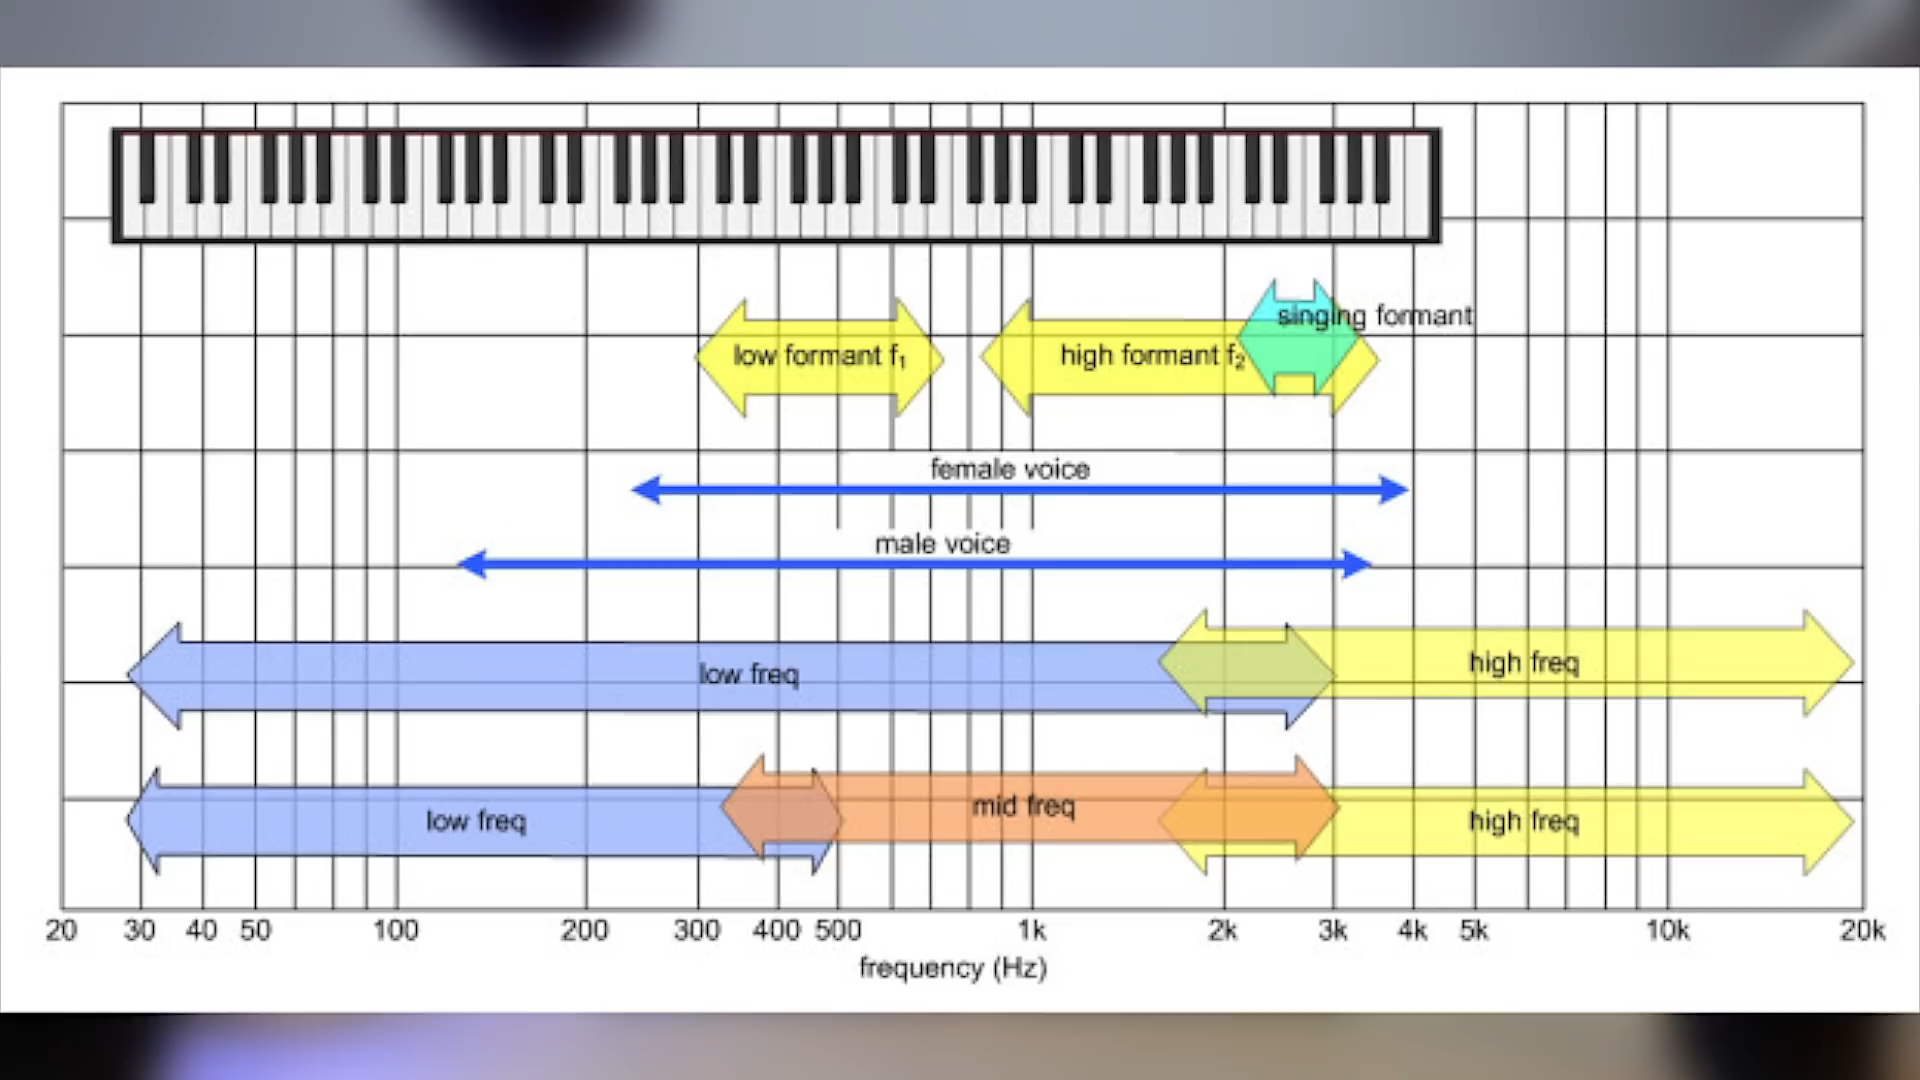 singing formant
low formant f₁
high formant f₂
female voice
male voice
low freq
high freq
low freq
mid freq
high freq
20 30 40 50 100 200 300 400 500 1k 2k 3k 4k 5k 10k 20k
frequency (Hz)